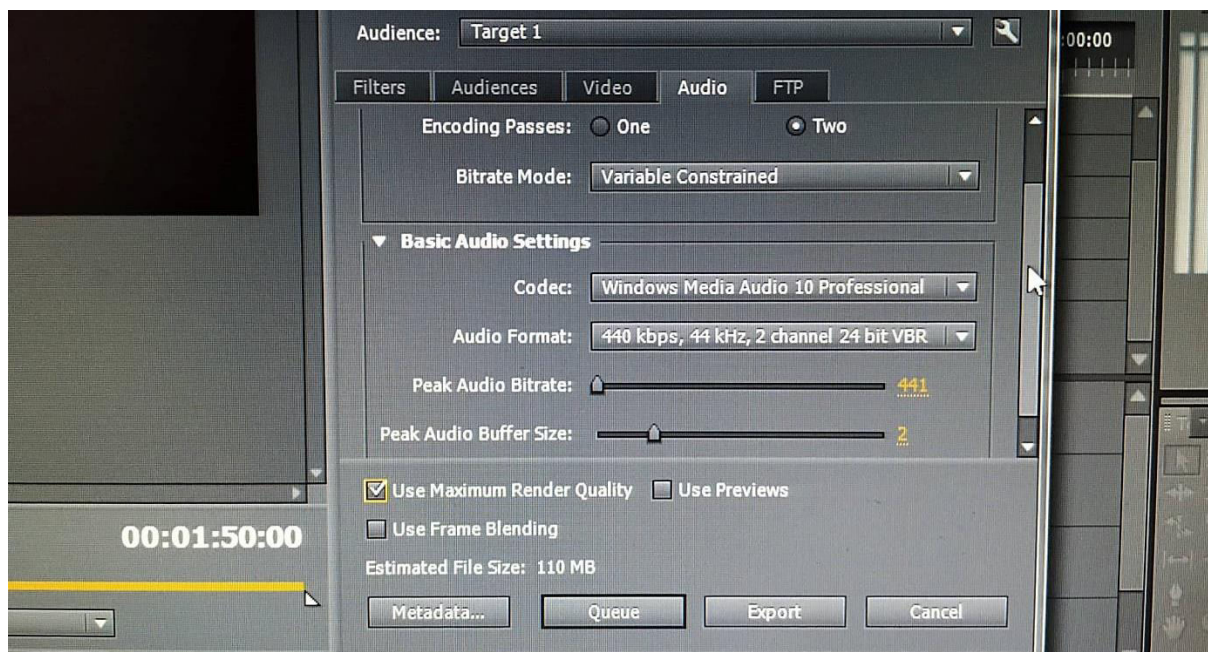 Audience: Target 1
:00:00
Filters Audiences Video Audio FTP
Encoding Passes: One Two
Bitrate Mode: Variable Constrained
Basic Audio Settings
Codec: Windows Media Audio 10 Professional
Audio Format: 440 kbps, 44 kHz, 2 channel 24 bit VBR
Peak Audio Bitrate: 441
Peak Audio Buffer Size: 2
Use Maximum Render Quality Use Previews
00:01:50:00
Use Frame Blending
Estimated File Size: 110 MB
Metadata... Queue Export Cancel